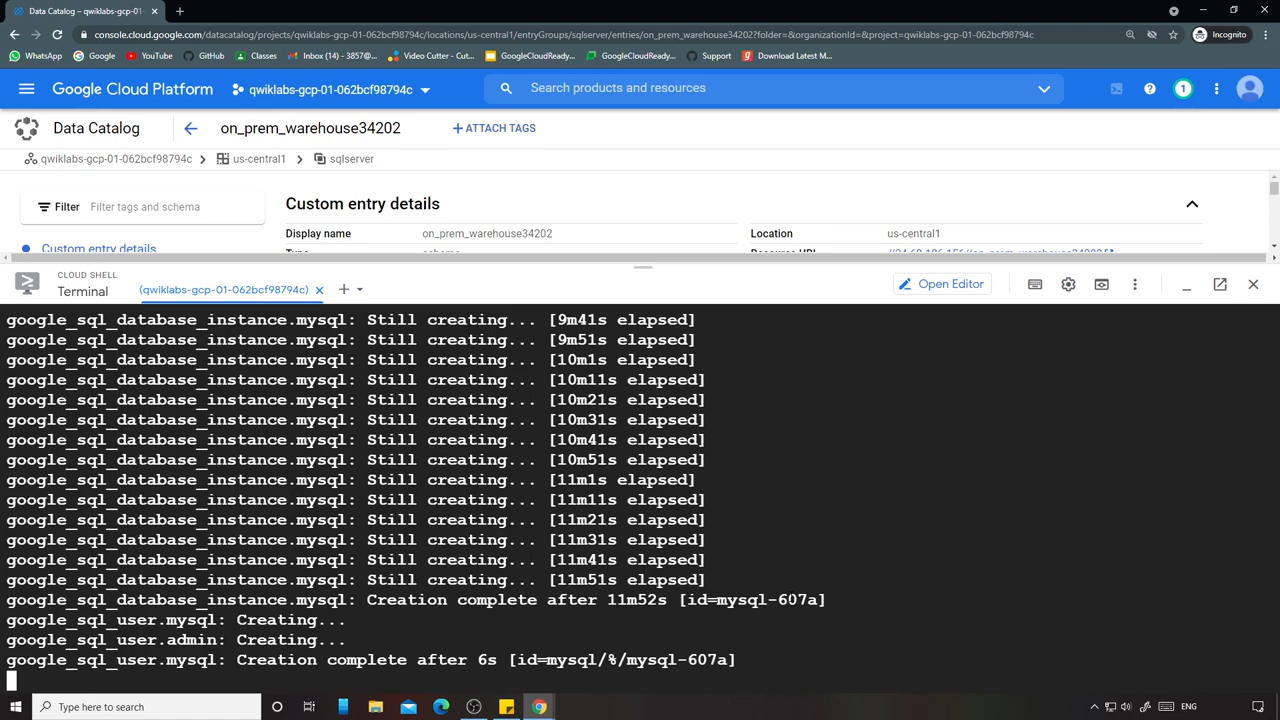 Data Catalog – qwiklabs-gcp-01-
console.cloud.google.com/datacatalog/projects/qwiklabs-gcp-01-062bcf98794c/locations/us-central1/entryGroups/sqlserver/entries/on_prem_warehouse34202?folder=&organizationId=&project=qwiklabs-gcp-01-062bcf98794c
Incognito
WhatsApp Google YouTube GitHub Classes Inbox (14) - 3857@... Video Cutter - Cut... GoogleCloudReady... GoogleCloudReady... Support Download Latest M...
Google Cloud Platform qwiklabs-gcp-01-062bcf98794c Search products and resources 1
Data Catalog on_prem_warehouse34202 ATTACH TAGS
qwiklabs-gcp-01-062bcf98794c us-central1 sqlserver
Filter Filter tags and schema Custom entry details
Display name on_prem_warehouse34202 Location us-central1
Custom entry details
CLOUD SHELL
Terminal (qwiklabs-gcp-01-062bcf98794c) Open Editor
google_sql_database_instance.mysql: Still creating... [9m41s elapsed]
google_sql_database_instance.mysql: Still creating... [9m51s elapsed]
google_sql_database_instance.mysql: Still creating... [10m1s elapsed]
google_sql_database_instance.mysql: Still creating... [10m11s elapsed]
google_sql_database_instance.mysql: Still creating... [10m21s elapsed]
google_sql_database_instance.mysql: Still creating... [10m31s elapsed]
google_sql_database_instance.mysql: Still creating... [10m41s elapsed]
google_sql_database_instance.mysql: Still creating... [10m51s elapsed]
google_sql_database_instance.mysql: Still creating... [11m1s elapsed]
google_sql_database_instance.mysql: Still creating... [11m11s elapsed]
google_sql_database_instance.mysql: Still creating... [11m21s elapsed]
google_sql_database_instance.mysql: Still creating... [11m31s elapsed]
google_sql_database_instance.mysql: Still creating... [11m41s elapsed]
google_sql_database_instance.mysql: Still creating... [11m51s elapsed]
google_sql_database_instance.mysql: Creation complete after 11m52s [id=mysql-607a]
google_sql_user.mysql: Creating...
google_sql_user.admin: Creating...
google_sql_user.mysql: Creation complete after 6s [id=mysql/%/mysql-607a]
Type here to search ENG